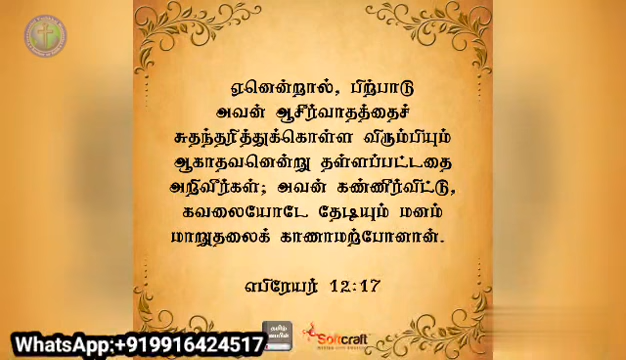 ஏனென்றால், பிற்பாடு
அவன் ஆசீர்வாதத்தைச்
சுதந்தரித்துக்கொள்ள விரும்பியும்
ஆகாதவனென்று தள்ளப்பட்டதை
அறிவீர்கள்; அவன் கண்ணீர்விட்டு,
கவலையோடே தேடியும் மனம்
மாறுதலைக் காணாமற்போனான்.
எபிரேயர் 12:17
Softcraft
WhatsApp:+919916424517